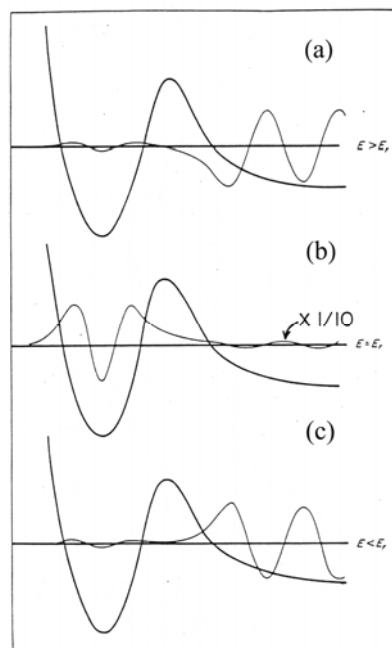 (a)
E > Eᵣ
(b)
X 1/10
E = Eᵣ
(c)
E < Eᵣ